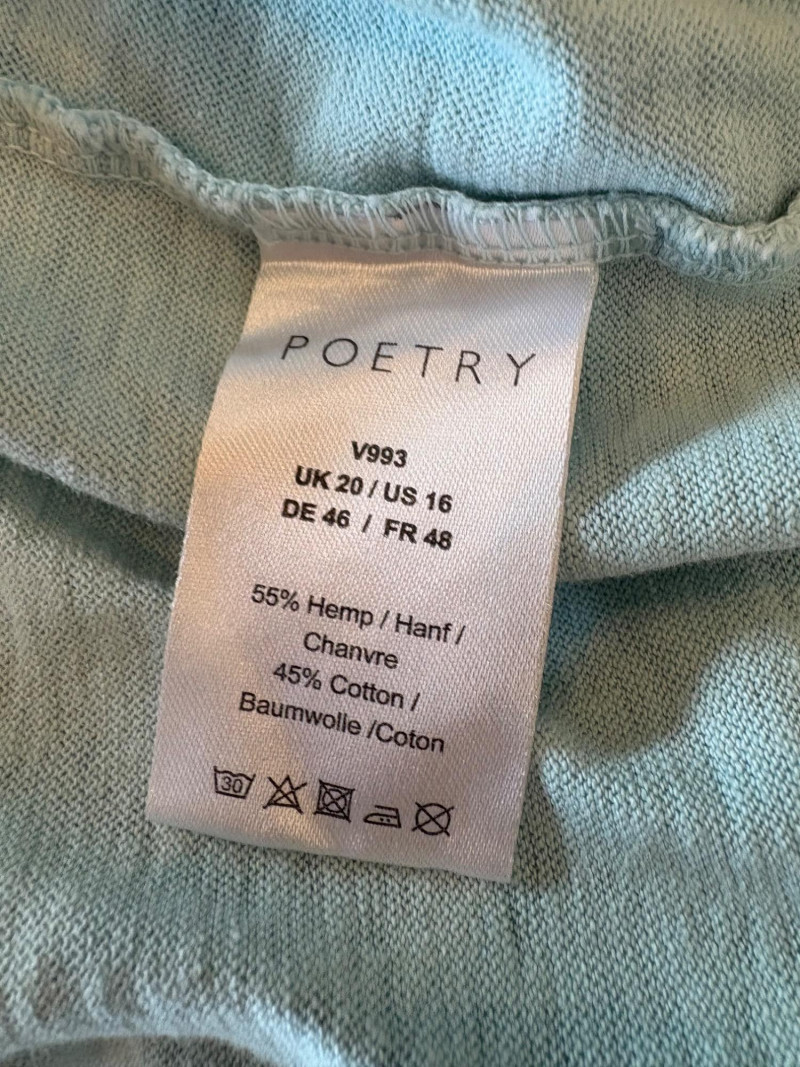 POETRY
V993
UK 20 / US 16
DE 46 / FR 48
55% Hemp / Hanf /
Chanvre
45% Cotton /
Baumwolle /Coton
30